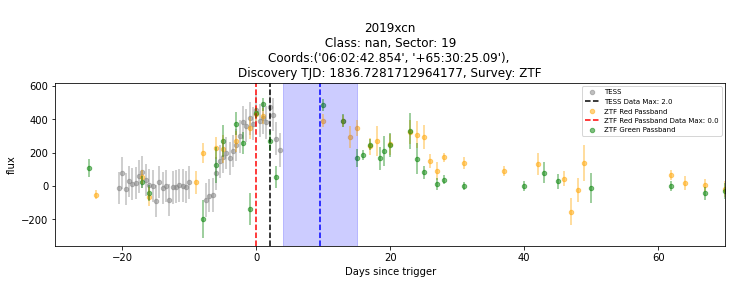 2019xcn
Class: nan, Sector: 19
Coords:('06:02:42.854', '+65:30:25.09'),
Discovery TJD: 1836.7281712964177, Survey: ZTF
600
400
200
0
−200
flux
−20
0
20
40
60
Days since trigger
TESS
TESS Data Max: 2.0
ZTF Red Passband
ZTF Red Passband Data Max: 0.0
ZTF Green Passband